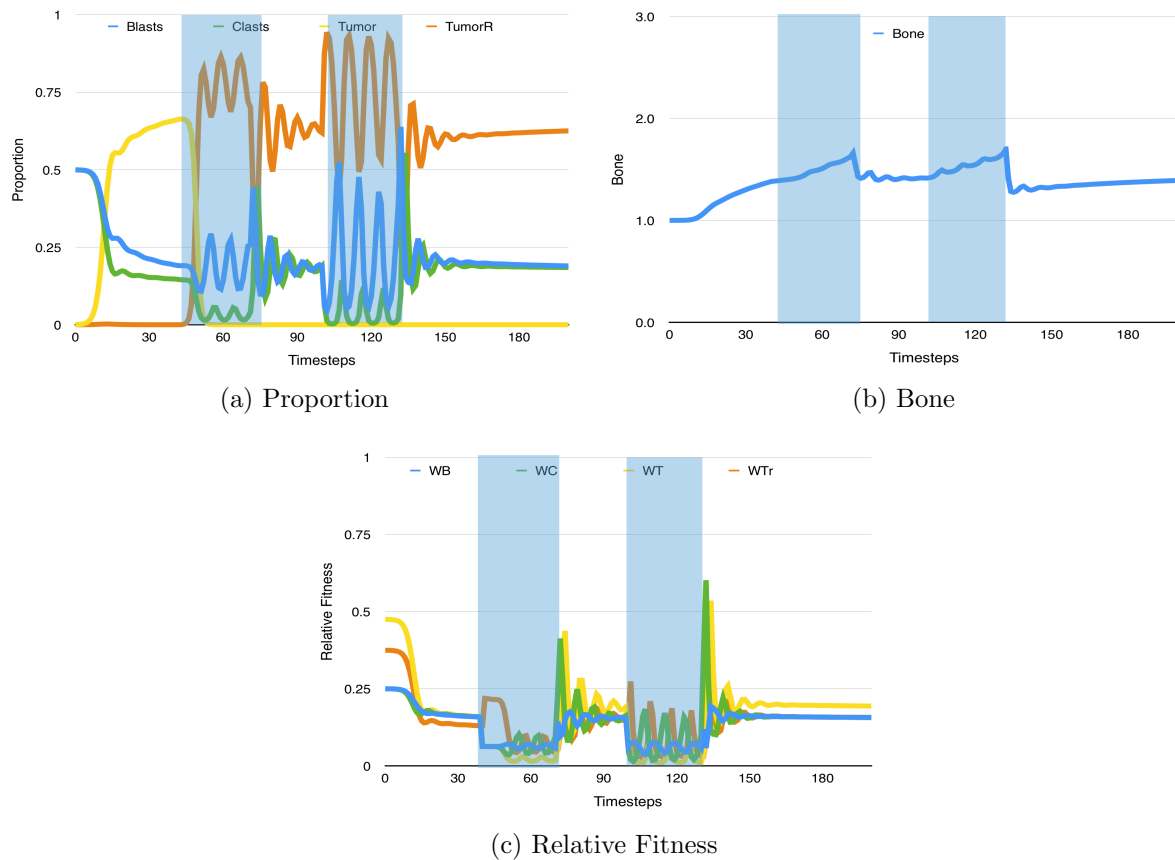 Blasts Clasts Tumor TumorR
1
0.75
0.5
0.25
0
Proportion
0 30 60 90 120 150 180
Timesteps
(a) Proportion
Bone
3.0
2.0
1.0
0.0
Bone
0 30 60 90 120 150 180
Timesteps
(b) Bone
WB WC WT WTr
1
0.75
0.5
0.25
0
Relative Fitness
0 30 60 90 120 150 180
Timesteps
(c) Relative Fitness